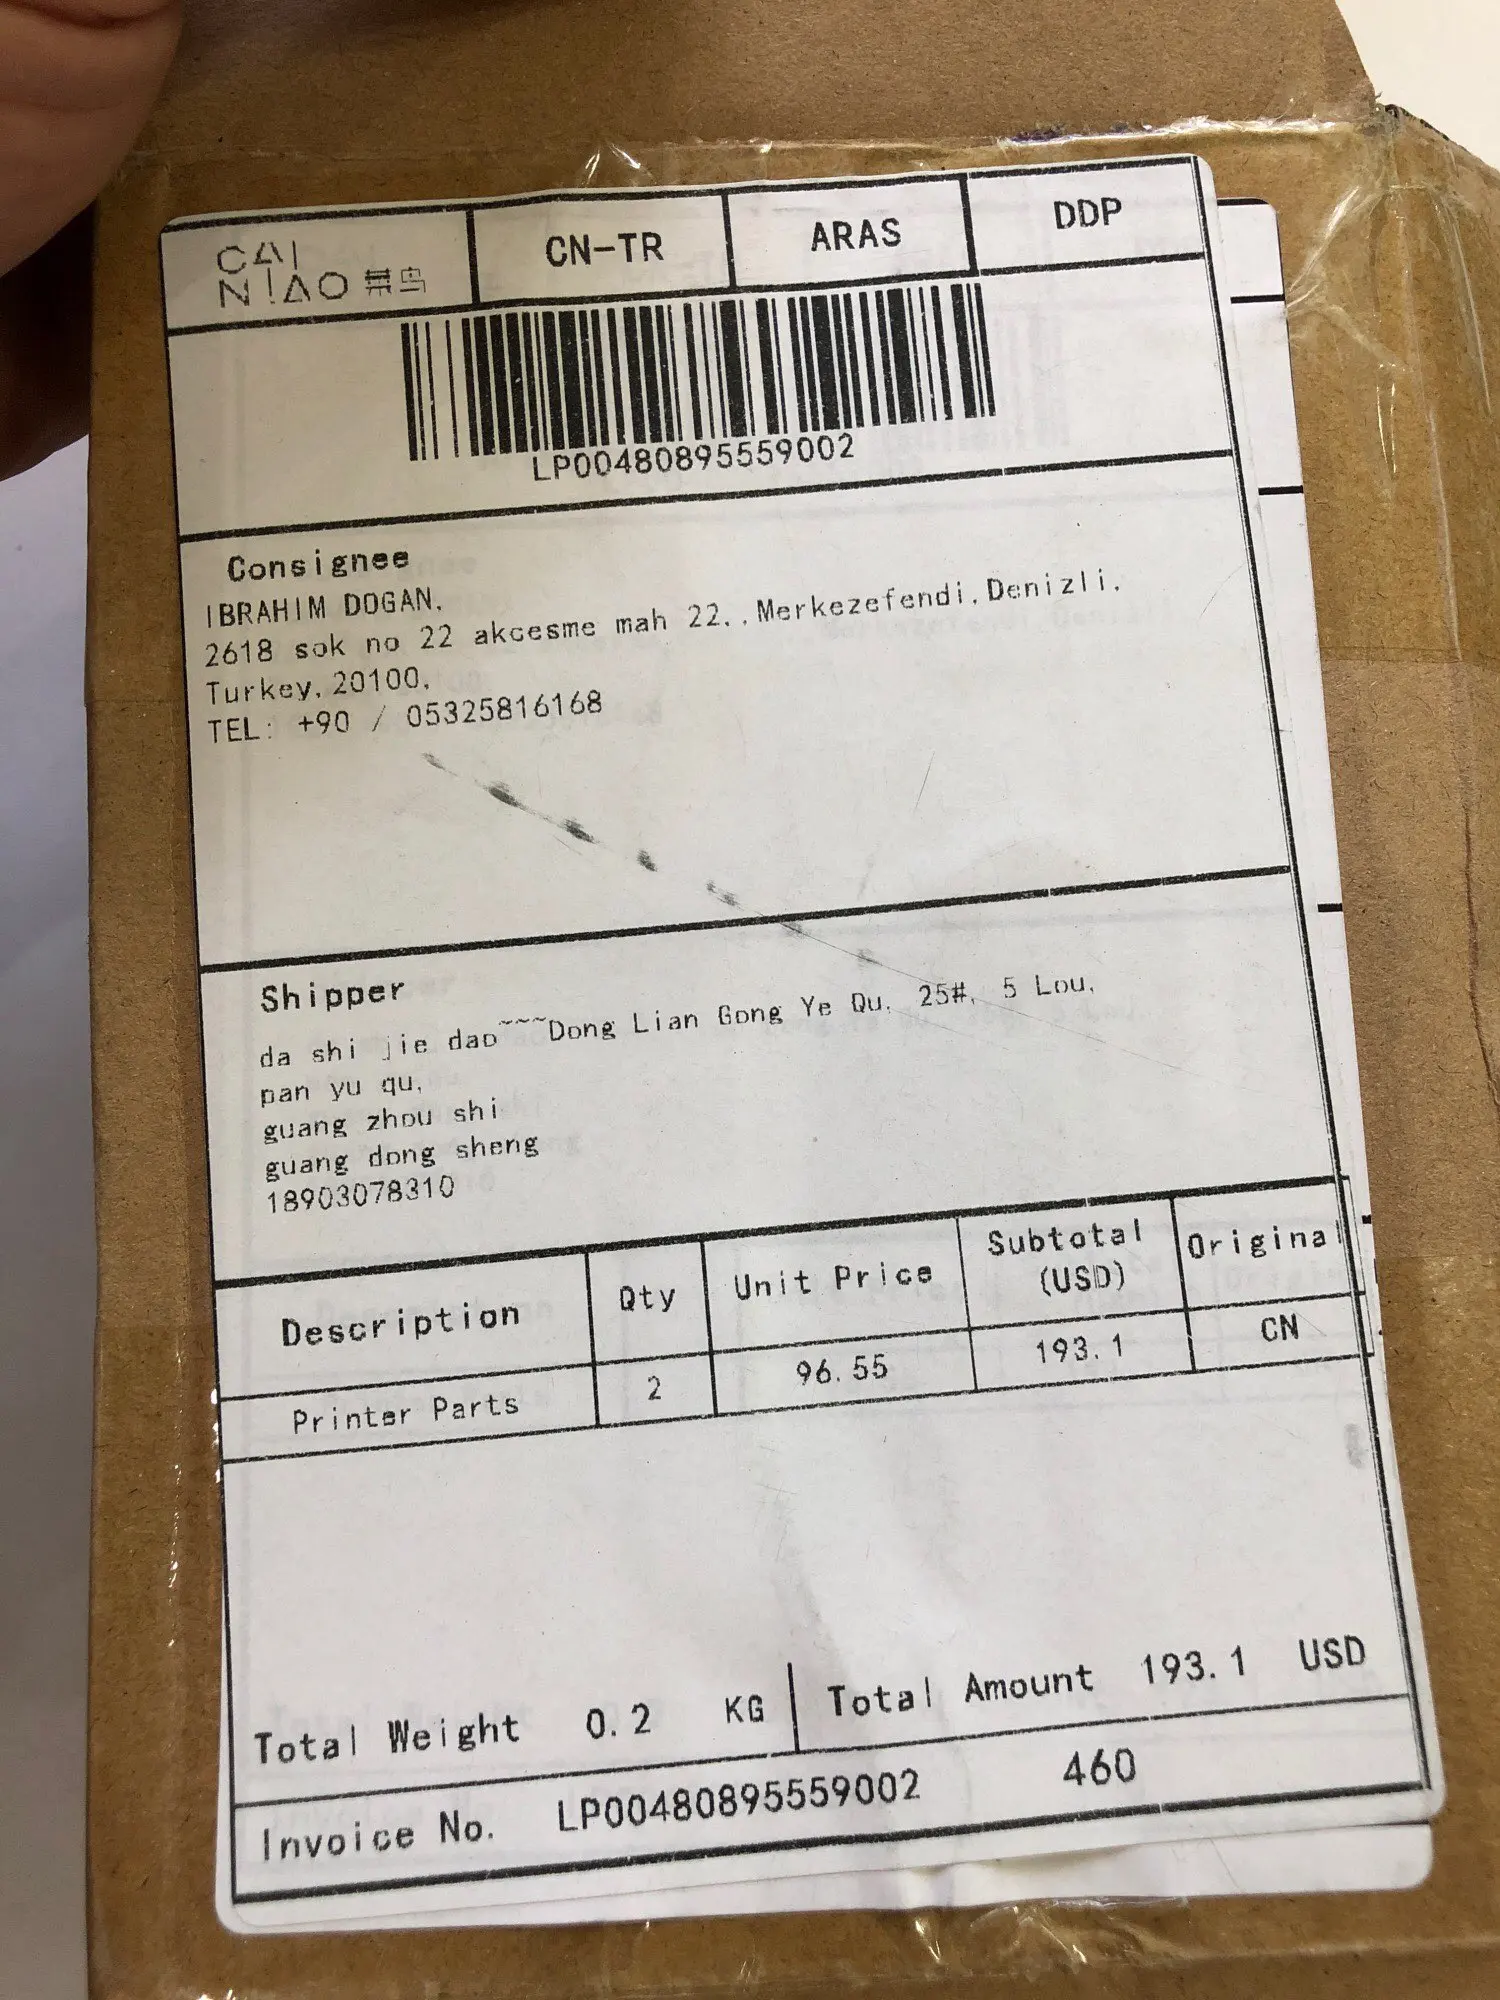 CAI
NIAO 菜鸟
CN-TR
ARAS
DDP
LP00480895559002
Consignee
IBRAHIM DOGAN,
2618 sok no 22 akcesme mah 22,,Merkezefendi,Denizli,
Turkey,20100,
TEL: +90 / 05325816168
Shipper
da shi jie dao~~~Dong Lian Gong Ye Qu, 25#, 5 Lou,
pan yu qu,
guang zhou shi
guang dong sheng
18903078310
Description Qty Unit Price Subtotal (USD) Original
Printer Parts 2 96.55 193.1 CN
Total Weight 0.2 KG Total Amount 193.1 USD
Invoice No. LP00480895559002 460